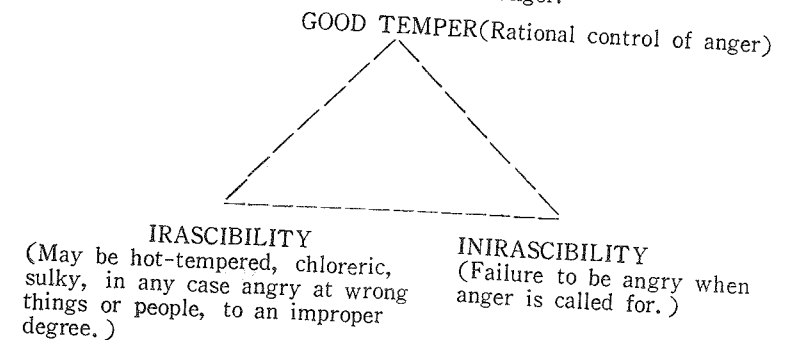 GOOD TEMPER(Rational control of anger)
IRASCIBILITY
(May be hot-tempered, chloreric,
sulky, in any case angry at wrong
things or people, to an improper
degree.)
INIRASCIBILITY
(Failure to be angry when
anger is called for.)